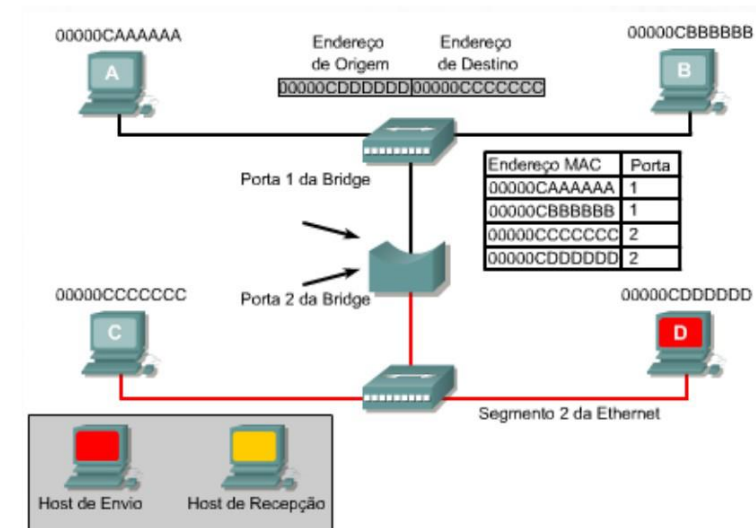 00000CAAAAAA
Endereço de Origem
Endereço de Destino
00000CBBBBBB
A
00000CDDDDDD 00000CCCCCCC
B
Porta 1 da Bridge
Endereço MAC Porta
00000CAAAAAA 1
00000CBBBBBB 1
00000CCCCCCC 2
00000CDDDDDD 2
Porta 2 da Bridge
00000CCCCCCC
00000CDDDDDD
C
D
Segmento 2 da Ethernet
Host de Envio
Host de Recepção